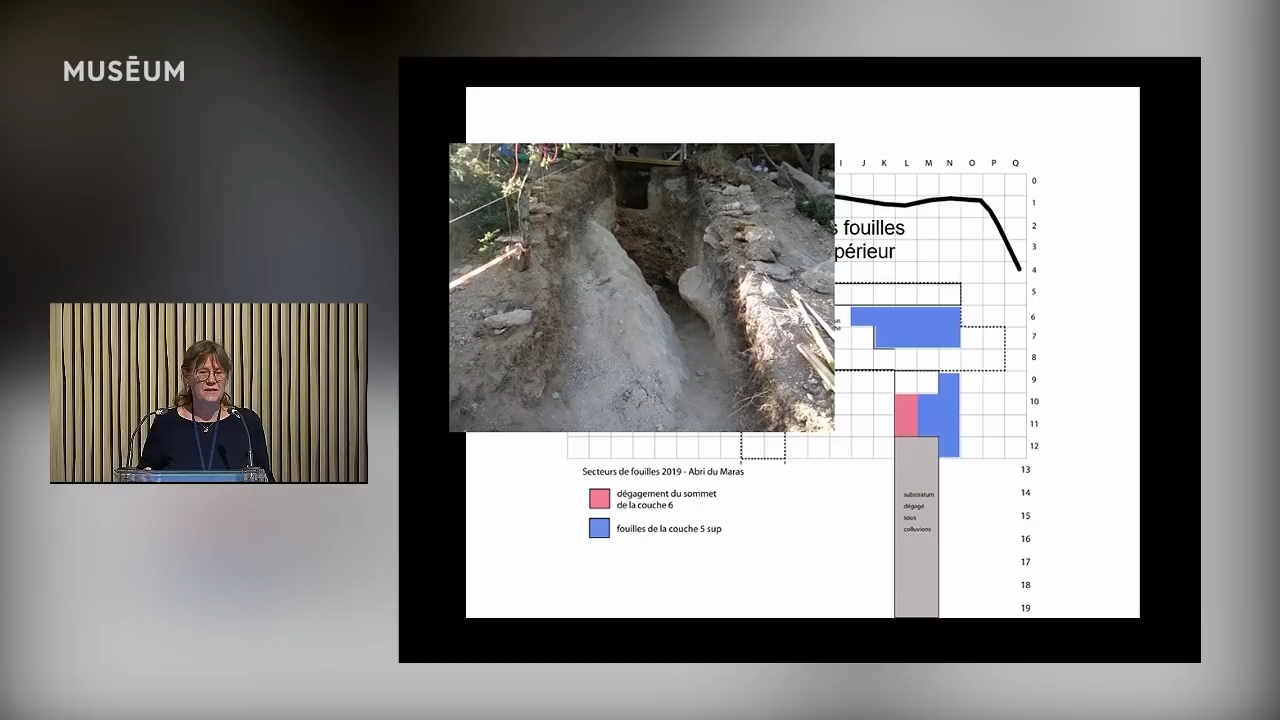 MUSĒUM
I J K L M N O P Q
0
1
2
3
4
5
6
7
8
9
10
11
12
13
14
15
16
17
18
19
s fouilles
périeur
Secteurs de fouilles 2019 - Abri du Maras
dégagement du sommet
de la couche 6
fouilles de la couche 5 sup
substratum
dégagé
sous
colluvions